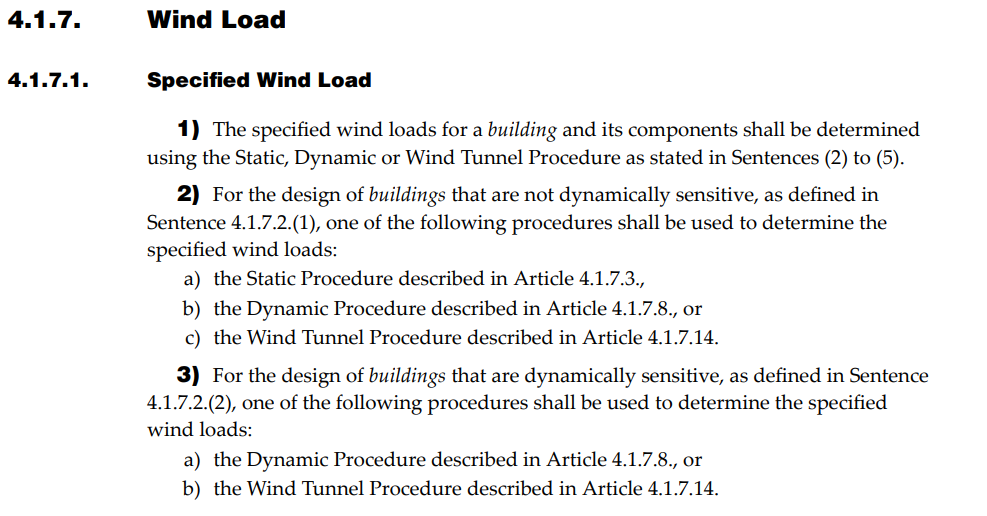 4.1.7. Wind Load
4.1.7.1. Specified Wind Load
1) The specified wind loads for a building and its components shall be determined
using the Static, Dynamic or Wind Tunnel Procedure as stated in Sentences (2) to (5).
2) For the design of buildings that are not dynamically sensitive, as defined in
Sentence 4.1.7.2.(1), one of the following procedures shall be used to determine the
specified wind loads:
a) the Static Procedure described in Article 4.1.7.3.,
b) the Dynamic Procedure described in Article 4.1.7.8., or
c) the Wind Tunnel Procedure described in Article 4.1.7.14.
3) For the design of buildings that are dynamically sensitive, as defined in Sentence
4.1.7.2.(2), one of the following procedures shall be used to determine the specified
wind loads:
a) the Dynamic Procedure described in Article 4.1.7.8., or
b) the Wind Tunnel Procedure described in Article 4.1.7.14.